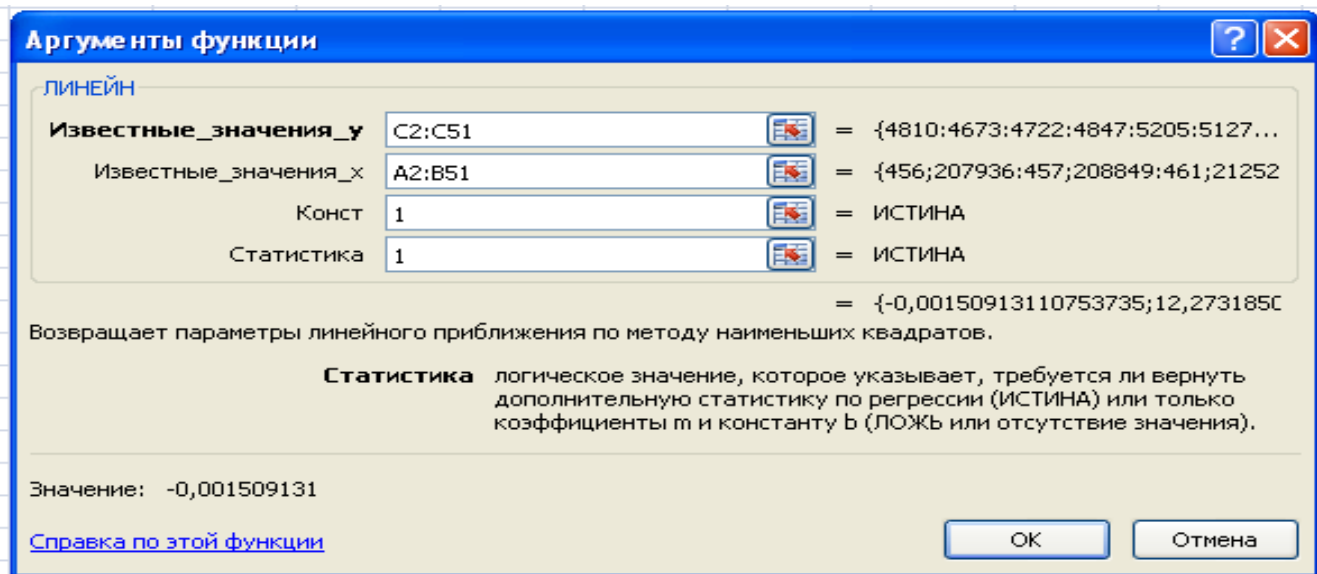 Аргументы функции
ЛИНЕЙН
Известные_значения_y C2:C51 = {4810:4673:4722:4847:5205:5127...
Известные_значения_x A2:B51 = {456;207936:457;208849:461;21252
Конст 1 = ИСТИНА
Статистика 1 = ИСТИНА
= {-0,00150913110753735;12,2731850
Возвращает параметры линейного приближения по методу наименьших квадратов.
Статистика логическое значение, которое указывает, требуется ли вернуть
дополнительную статистику по регрессии (ИСТИНА) или только
коэффициенты m и константу b (ЛОЖЬ или отсутствие значения).
Значение: -0,001509131
Справка по этой функции
ОК Отмена